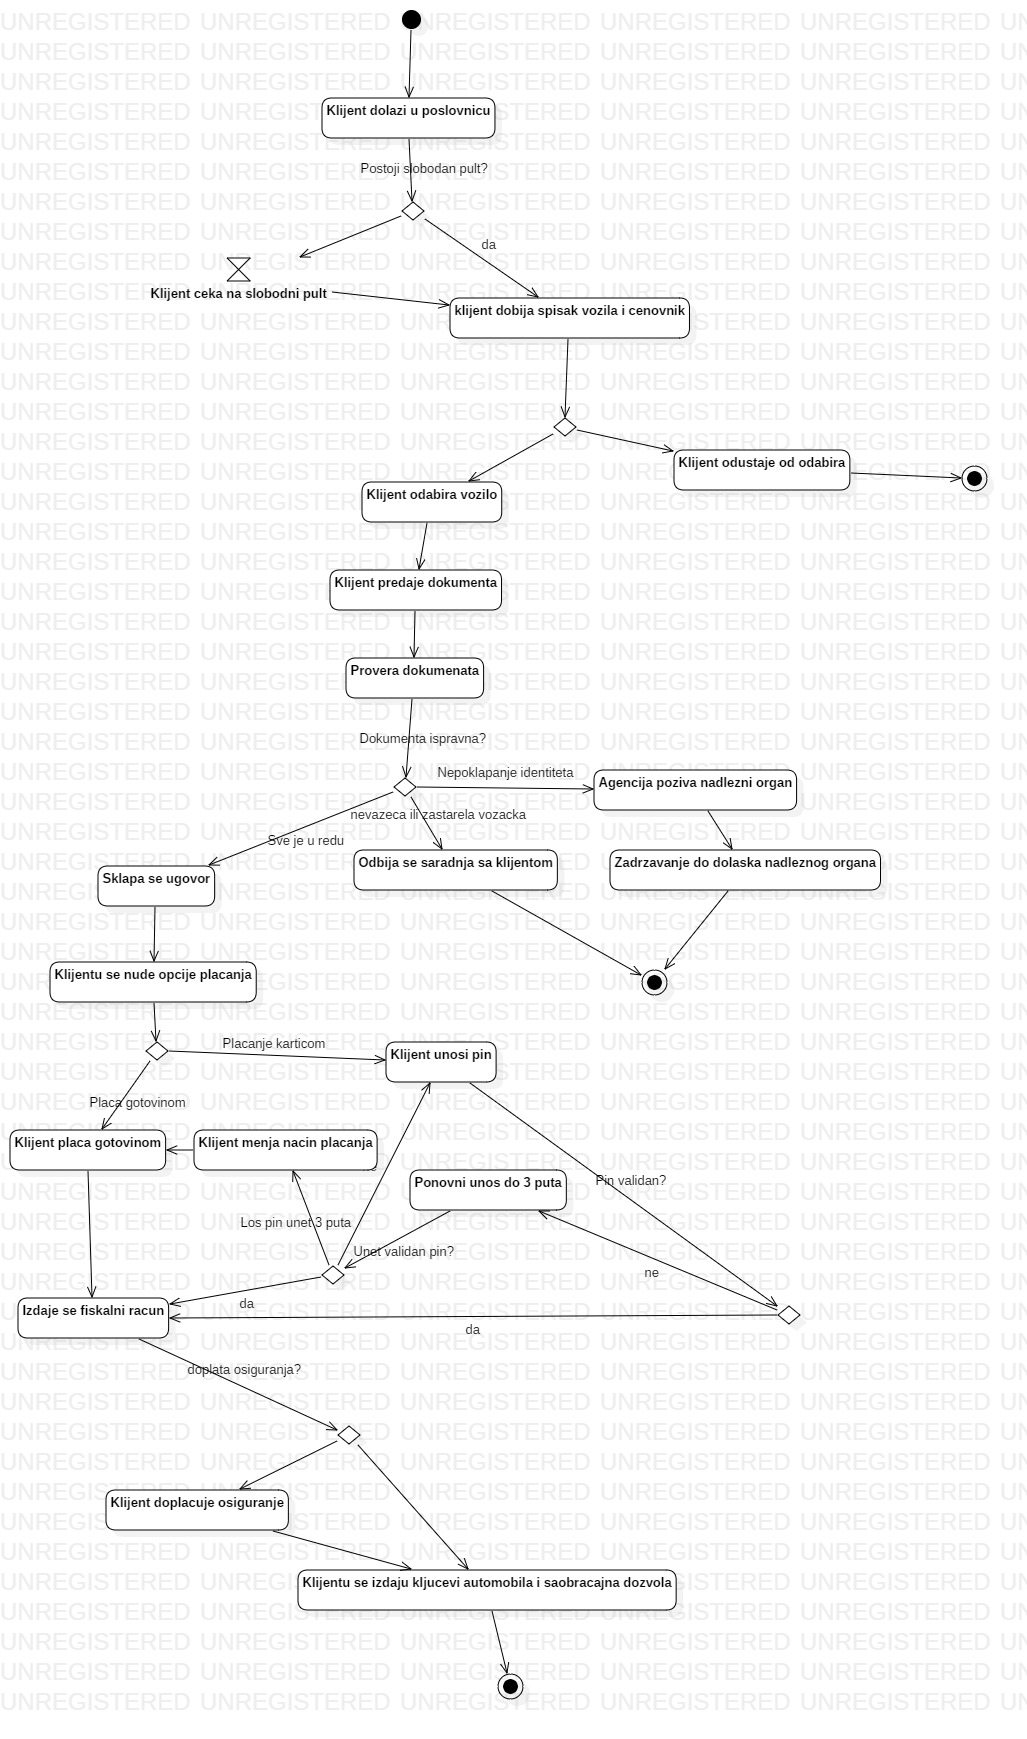 Klijent dolazi u poslovnicu
Postoji slobodan pult?
da
Klijent ceka na slobodni pult
klijent dobija spisak vozila i cenovnik
Klijent odustaje od odabira
Klijent odabira vozilo
Klijent predaje dokumenta
Provera dokumenata
Dokumenta ispravna?
Nepoklapanje identiteta
Agencija poziva nadlezni organ
nevazeca ili zastarela vozacka
Sve je u redu
Odbija se saradnja sa klijentom
Zadrzavanje do dolaska nadleznog organa
Sklapa se ugovor
Klijentu se nude opcije placanja
Placanje karticom
Klijent unosi pin
Placa gotovinom
Klijent placa gotovinom
Klijent menja nacin placanja
Ponovni unos do 3 puta
Pin validan?
Los pin unet 3 puta
Unet validan pin?
ne
da
Izdaje se fiskalni racun
da
doplata osiguranja?
Klijent doplacuje osiguranje
Klijentu se izdaju kljucevi automobila i saobracajna dozvola
UNREGISTERED